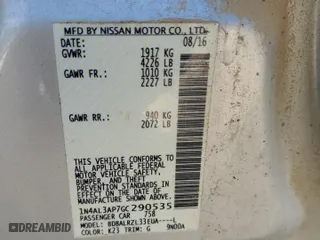 MFD BY NISSAN MOTOR CO., LTD.
DATE: 08/16
GVWR: 1917 KG
4226 LB
GAWR FR.: 1010 KG
2227 LB
GAWR RR.: 940 KG
2072 LB
THIS VEHICLE CONFORMS TO ALL
APPLICABLE FEDERAL MOTOR VEHICLE SAFETY,
BUMPER, AND THEFT PREVENTION
STANDARDS IN EFFECT ON THE DATE OF
MANUFACTURE SHOWN ABOVE.
1N4AL3AP7GC290535
PASSENGER CAR 758
MODEL: BDBALRZL33EUA----L
COLOR: K23 TRIM: G 9N00A